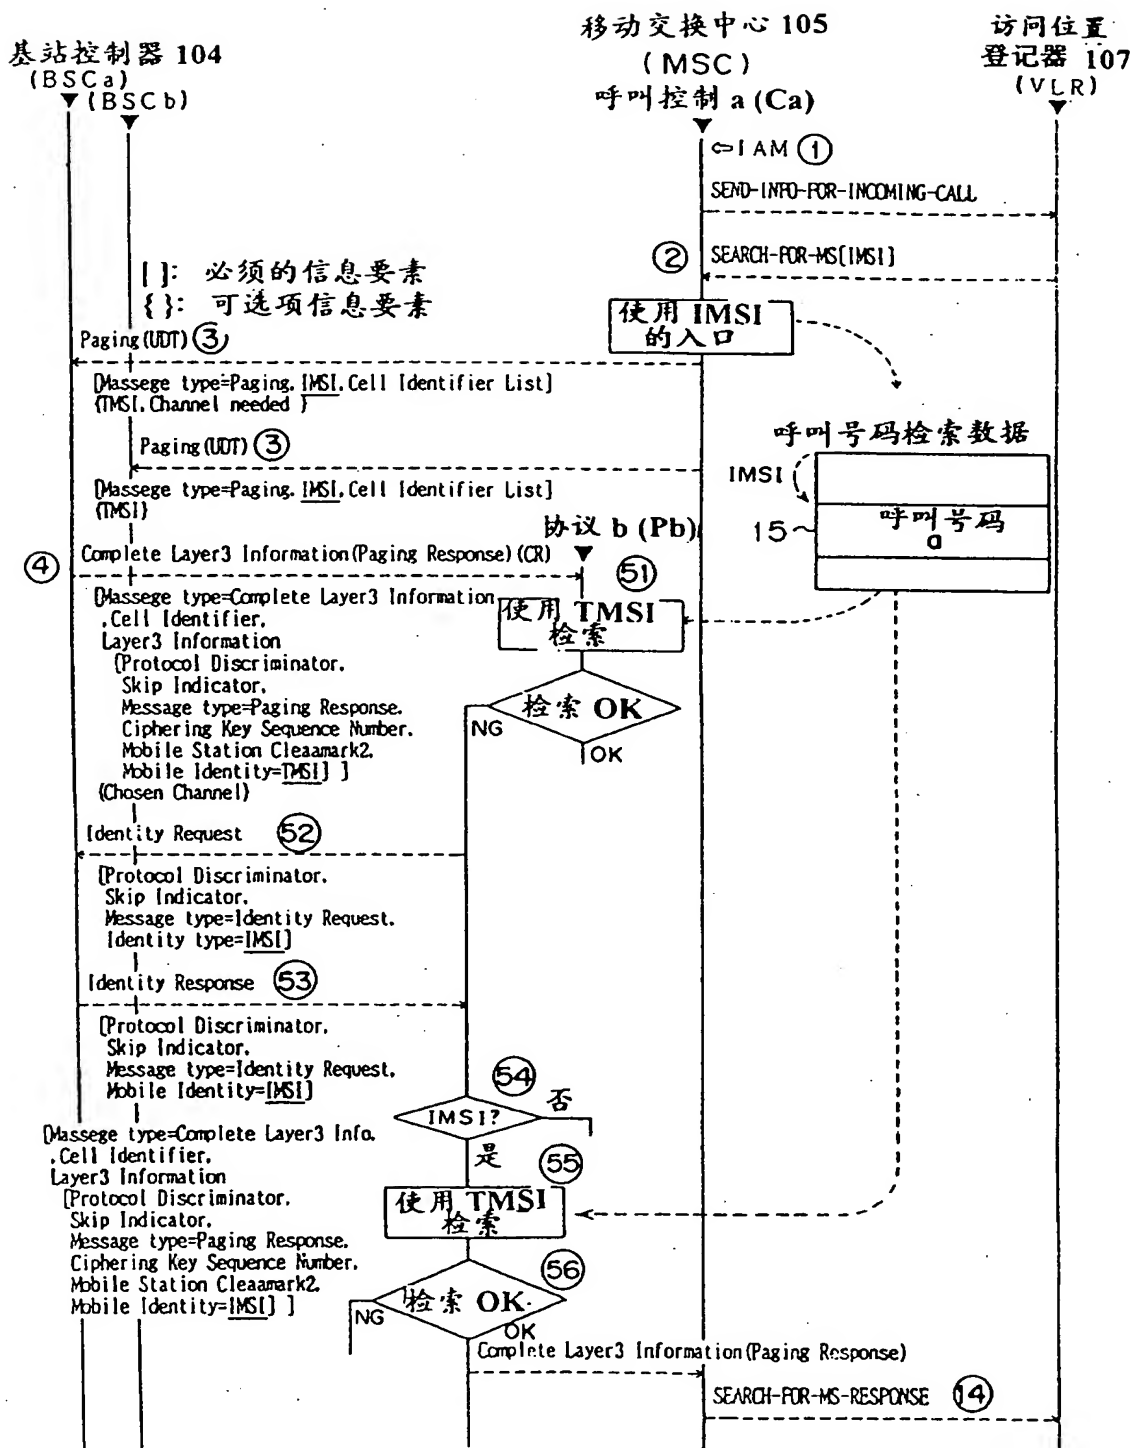 基站控制器 104
(BSCa)
(BSCb)
移动交换中心 105
(MSC)
呼叫控制 a (Ca)
访问位置
登记器 107
(VLR)
⇦IAM ①
SEND-INFO-FOR-INCOMING-CALL
② SEARCH-FOR-MS[IMSI]
[ ]: 必须的信息要素
{ }: 可选项信息要素
使用 IMSI
的入口
Paging(UDT) ③
[Massege type=Paging. IMSI.Cell Identifier List]
{TMSI.Channel needed }
呼叫号码检索数据
Paging(UDT) ③
IMSI
[Massege type=Paging. IMSI.Cell Identifier List]
{TMSI}
15
呼叫号码
a
协议 b (Pb)
④ Complete Layer3 Information(Paging Response)(CR)
51
[Massege type=Complete Layer3 Information
.Cell Identifier.
Layer3 Information
[Protocol Discriminator.
Skip Indicator.
Message type=Paging Response.
Ciphering Key Sequence Number.
Mobile Station Cleaamark2.
Mobile Identity=TMSI] ]
{Chosen Channel}
使用 TMSI
检索
检索 OK
NG
OK
Identity Request 52
[Protocol Discriminator.
Skip Indicator.
Message type=Identity Request.
Identity type=IMSI]
Identity Response 53
[Protocol Discriminator.
Skip Indicator.
Message type=Identity Request.
Mobile Identity=IMSI]
54
IMSI?
否
是
[Massege type=Complete Layer3 Info.
.Cell Identifier.
Layer3 Information
[Protocol Discriminator.
Skip Indicator.
Message type=Paging Response.
Ciphering Key Sequence Number.
Mobile Station Cleaamark2.
Mobile Identity=IMSI] ]
55
使用 TMSI
检索
56
检索 OK
NG
OK
Complete Layer3 Information(Paging Response)
SEARCH-FOR-MS-RESPONSE ⑭